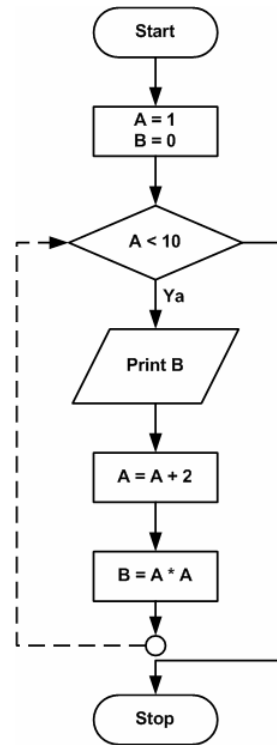 Start
A = 1
B = 0
A < 10
Ya
Print B
A = A + 2
B = A * A
Stop